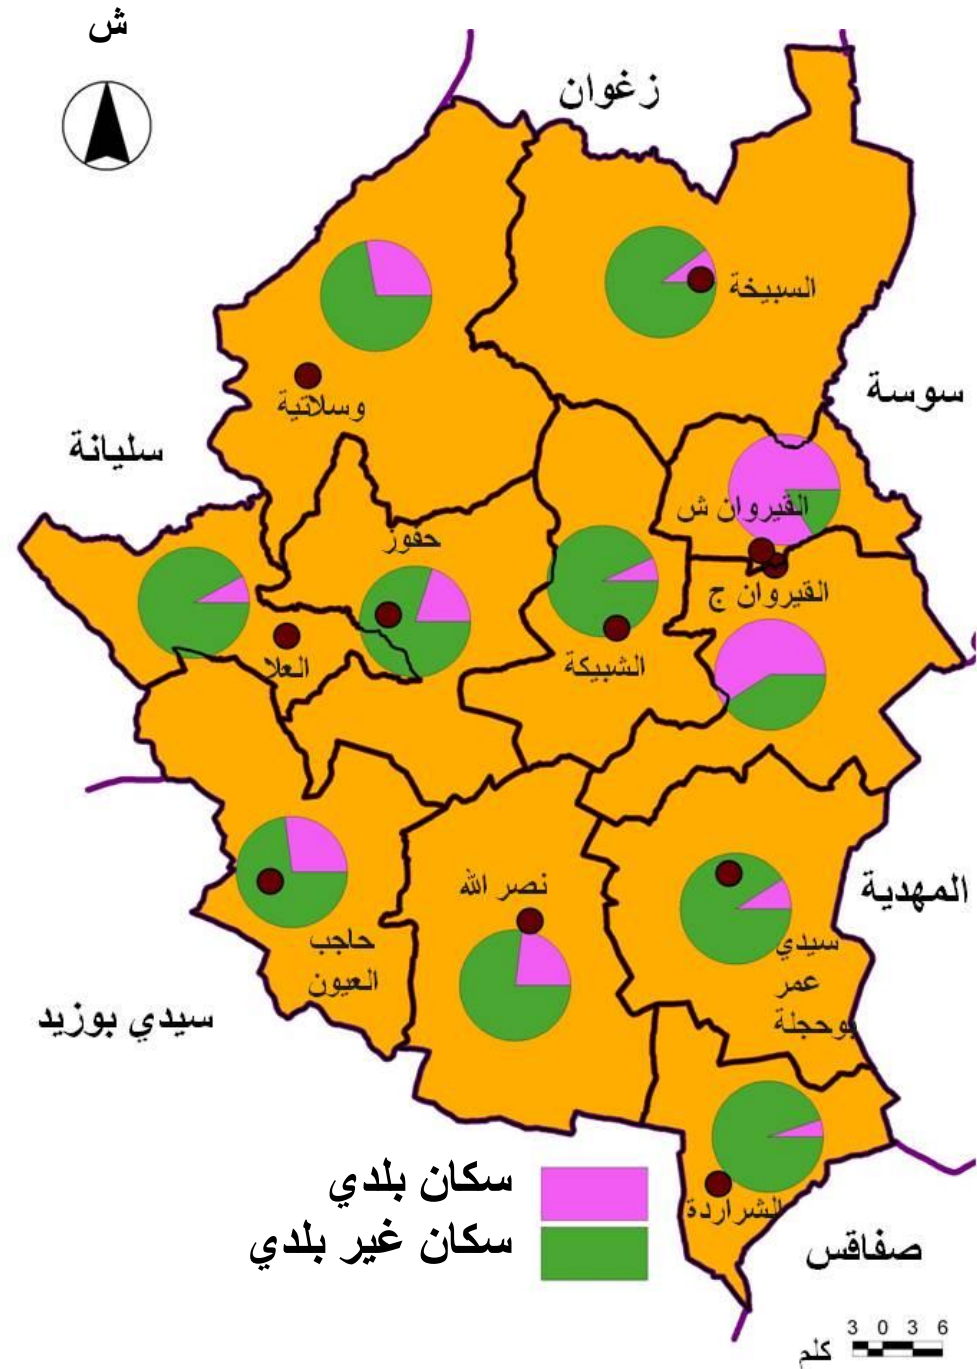 ش
زغوان
السبيخة
سوسة
وسلاتية
سليانة
القيروان ش
حفوز
القيروان ج
العلا
الشبيكة
نصر الله
المهدية
حاجب
العيون
سيدي
عمر
بوحجلة
سيدي بوزيد
سكان بلدي
سكان غير بلدي
الشراردة
صفاقس
3 0 3 6
كلم